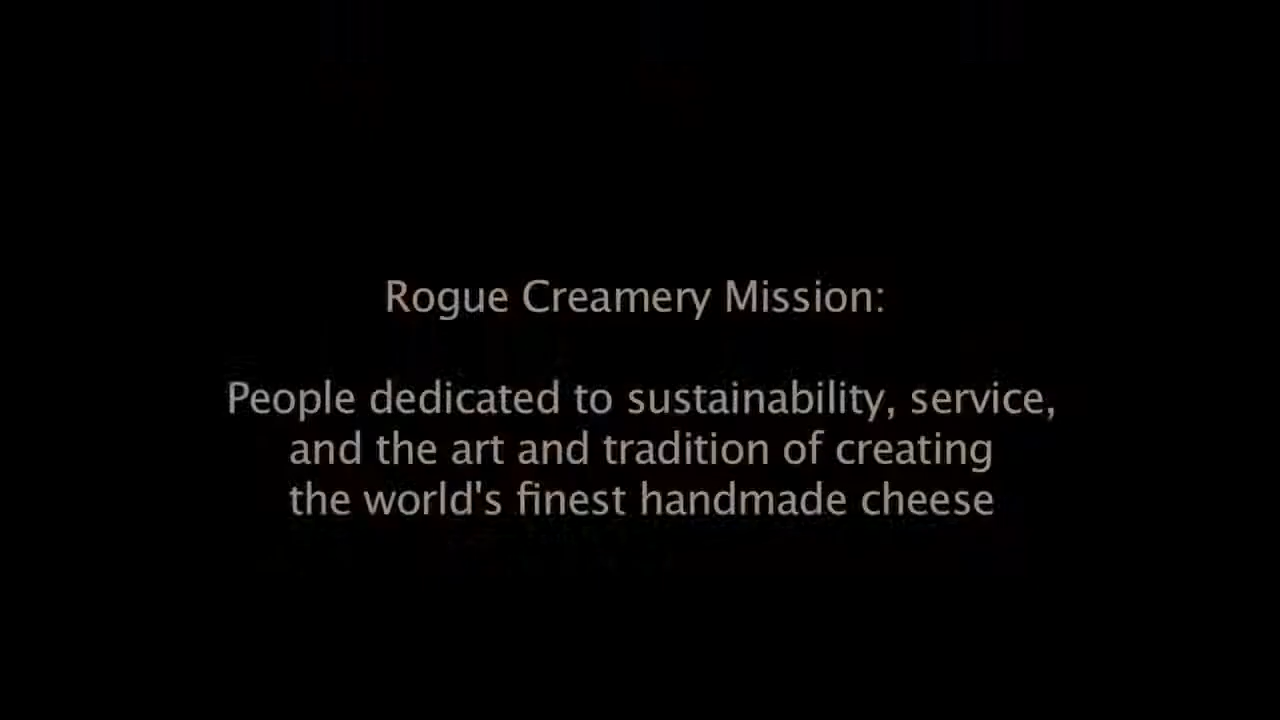 Rogue Creamery Mission:
People dedicated to sustainability, service,
and the art and tradition of creating
the world's finest handmade cheese